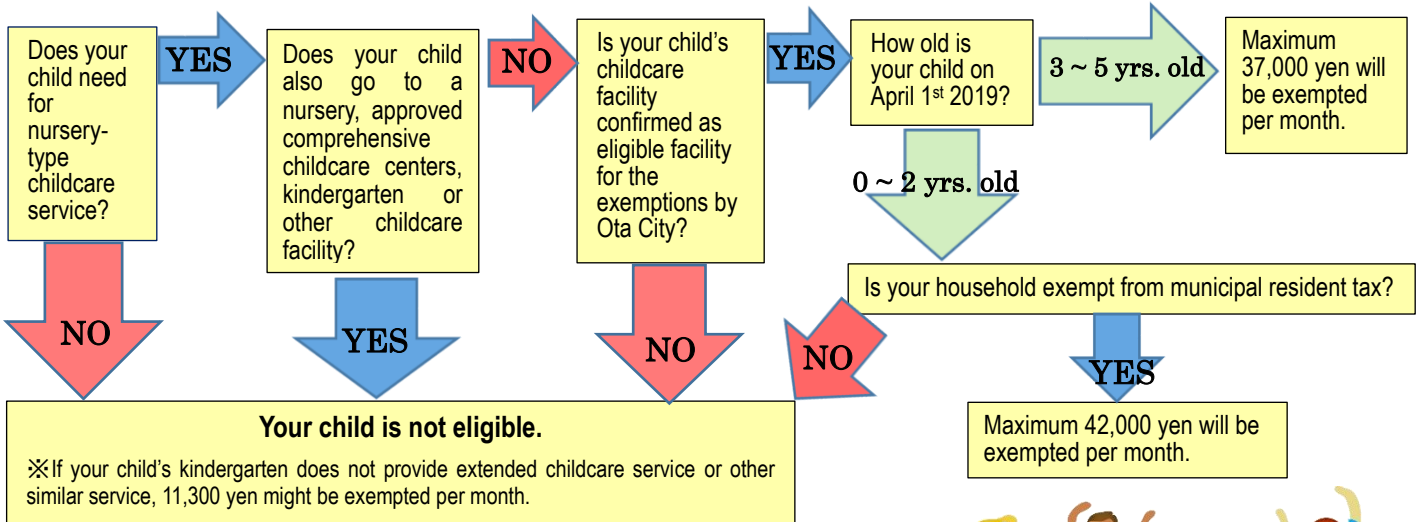 Does your
child need
for
nursery-
type
childcare
service?
YES
Does your child
also go to a
nursery, approved
comprehensive
childcare centers,
kindergarten or
other childcare
facility?
NO
Is your child's
childcare
facility
confirmed as
eligible facility
for the
exemptions by
Ota City?
YES
How old is
your child on
April 1st 2019?
3 ~ 5 yrs. old
Maximum
37,000 yen will
be exempted
per month.
0 ~ 2 yrs. old
Is your household exempt from municipal resident tax?
NO
YES
NO
NO
YES
Your child is not eligible.
※If your child's kindergarten does not provide extended childcare service or other
similar service, 11,300 yen might be exempted per month.
Maximum 42,000 yen will be
exempted per month.